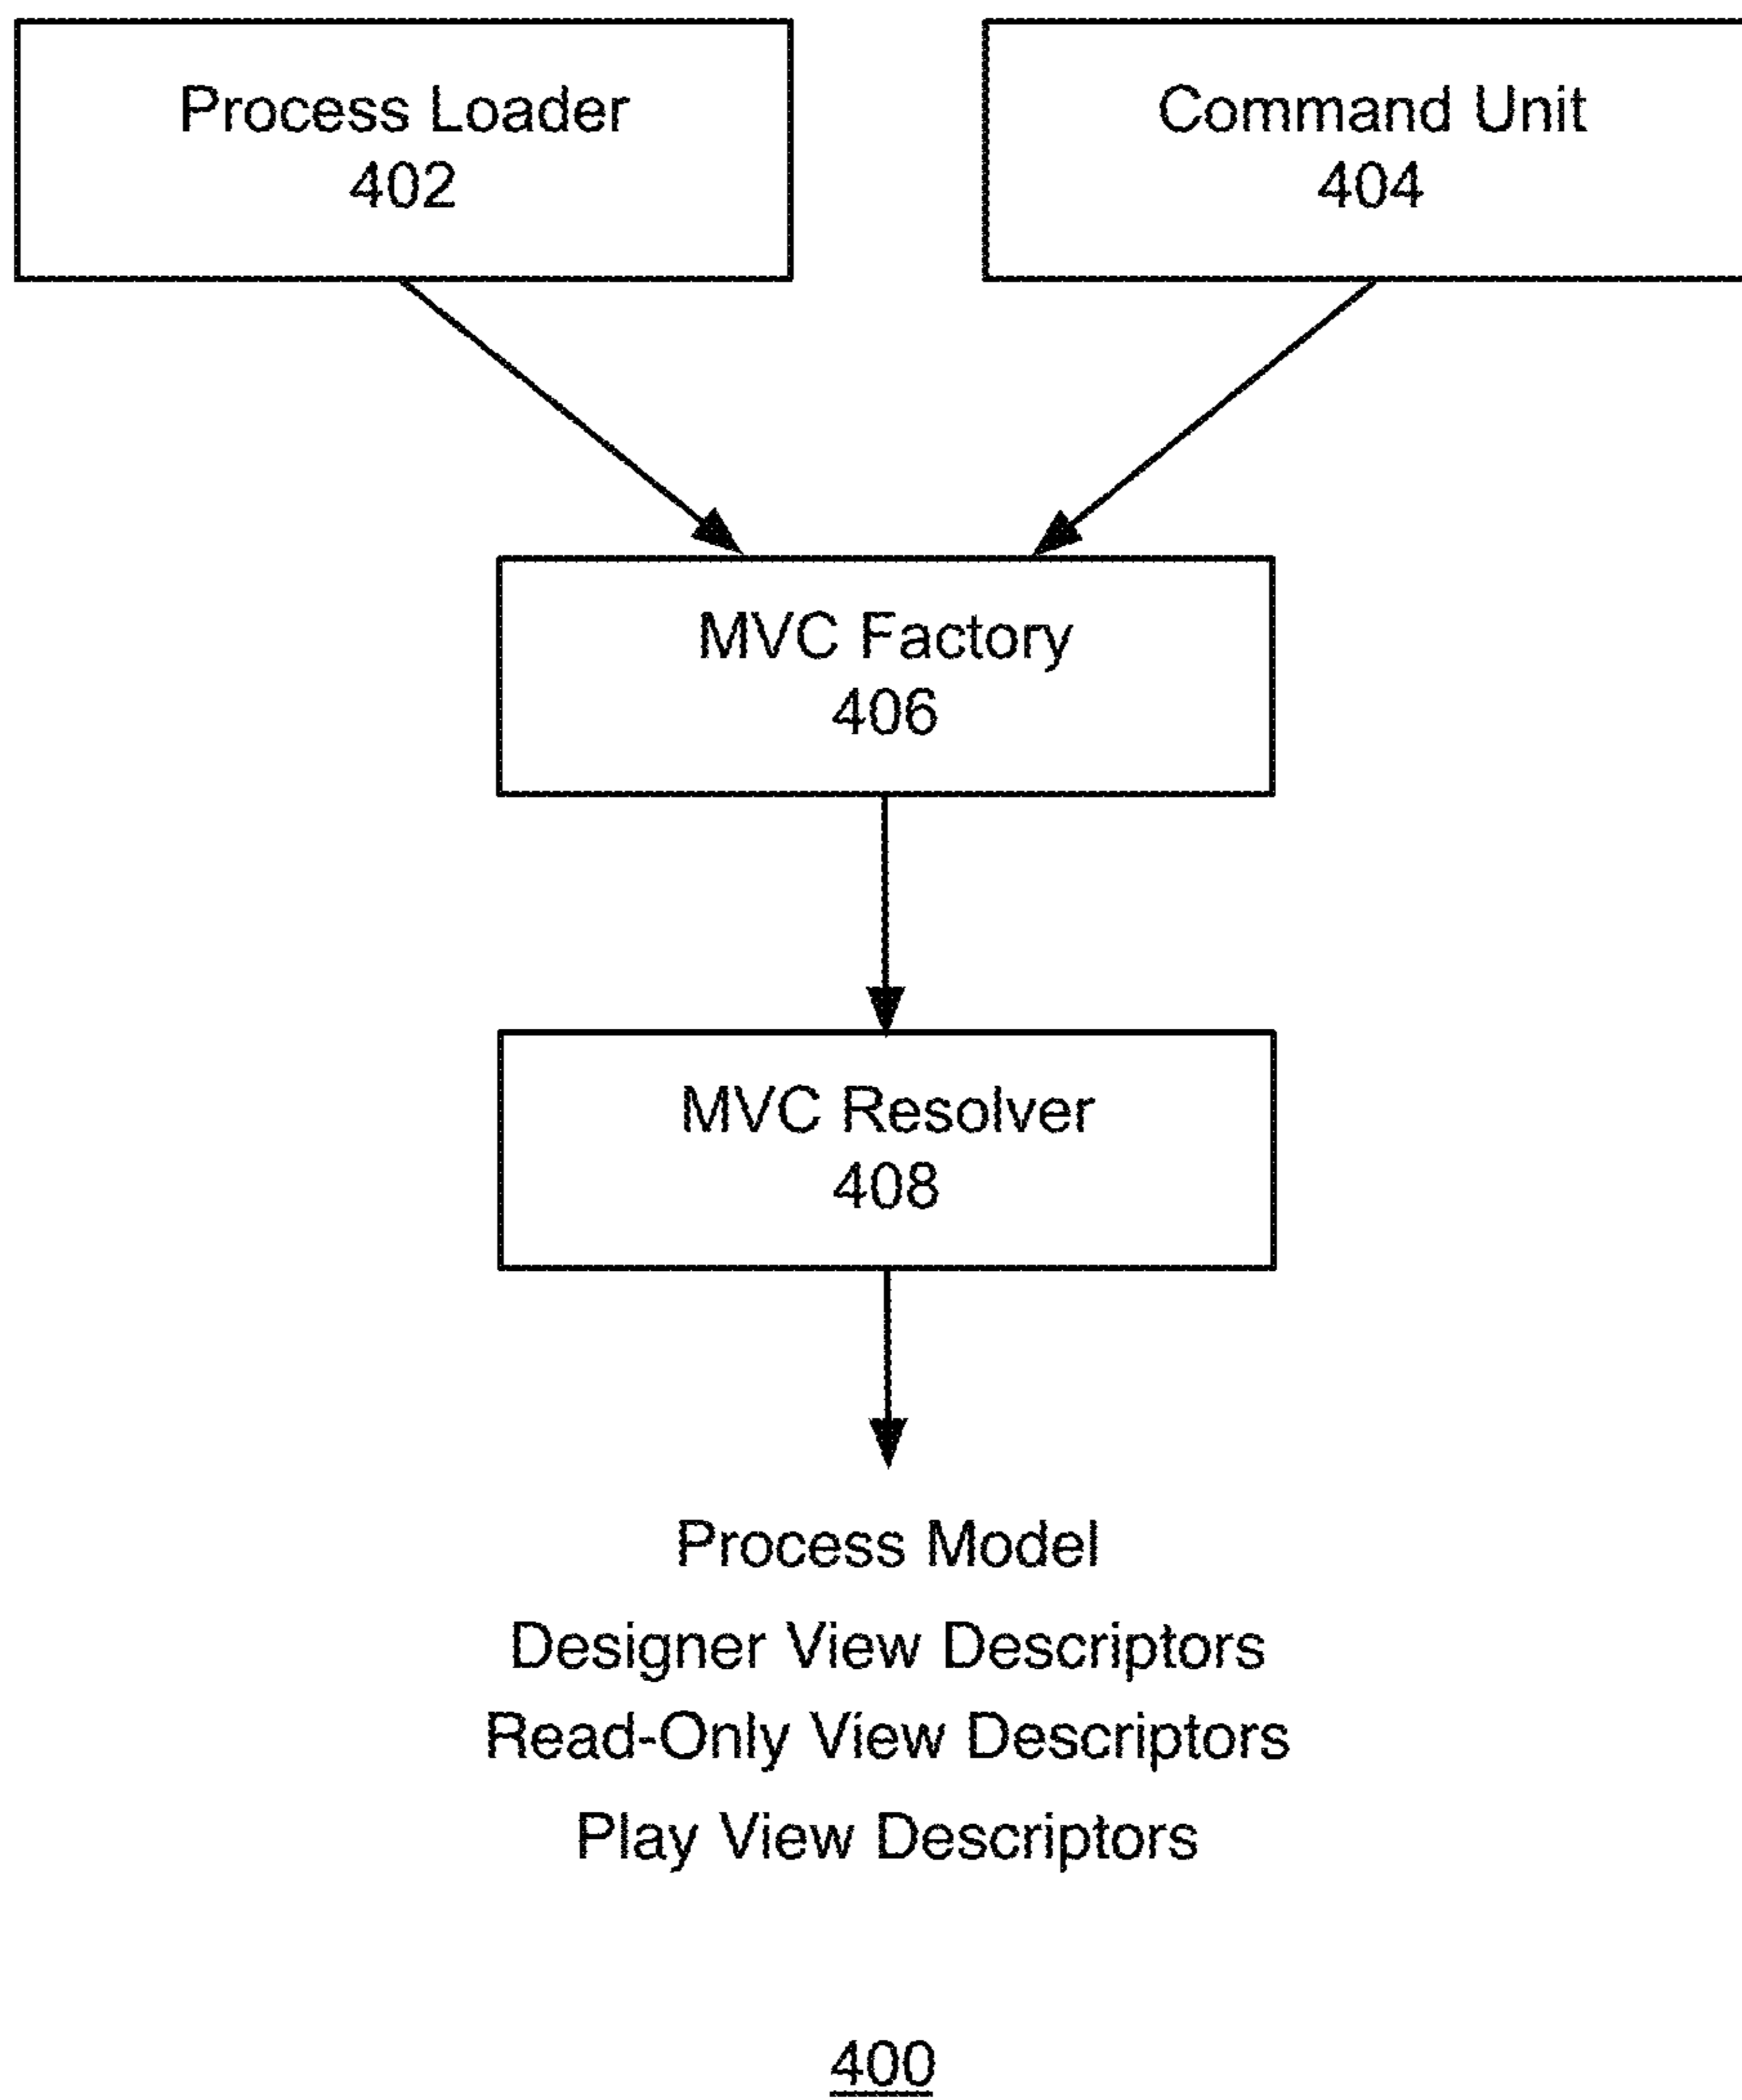 Process Loader
402
Command Unit
404
MVC Factory
406
MVC Resolver
408
Process Model
Designer View Descriptors
Read-Only View Descriptors
Play View Descriptors
400